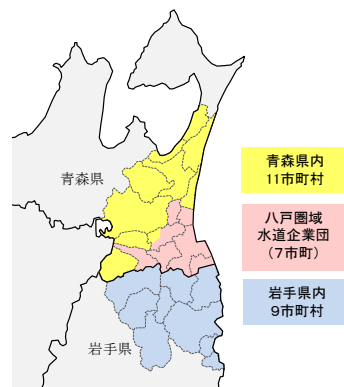 青森県
岩手県
青森県内
11市町村
八戸圏域
水道企業団
(7市町)
岩手県内
9市町村